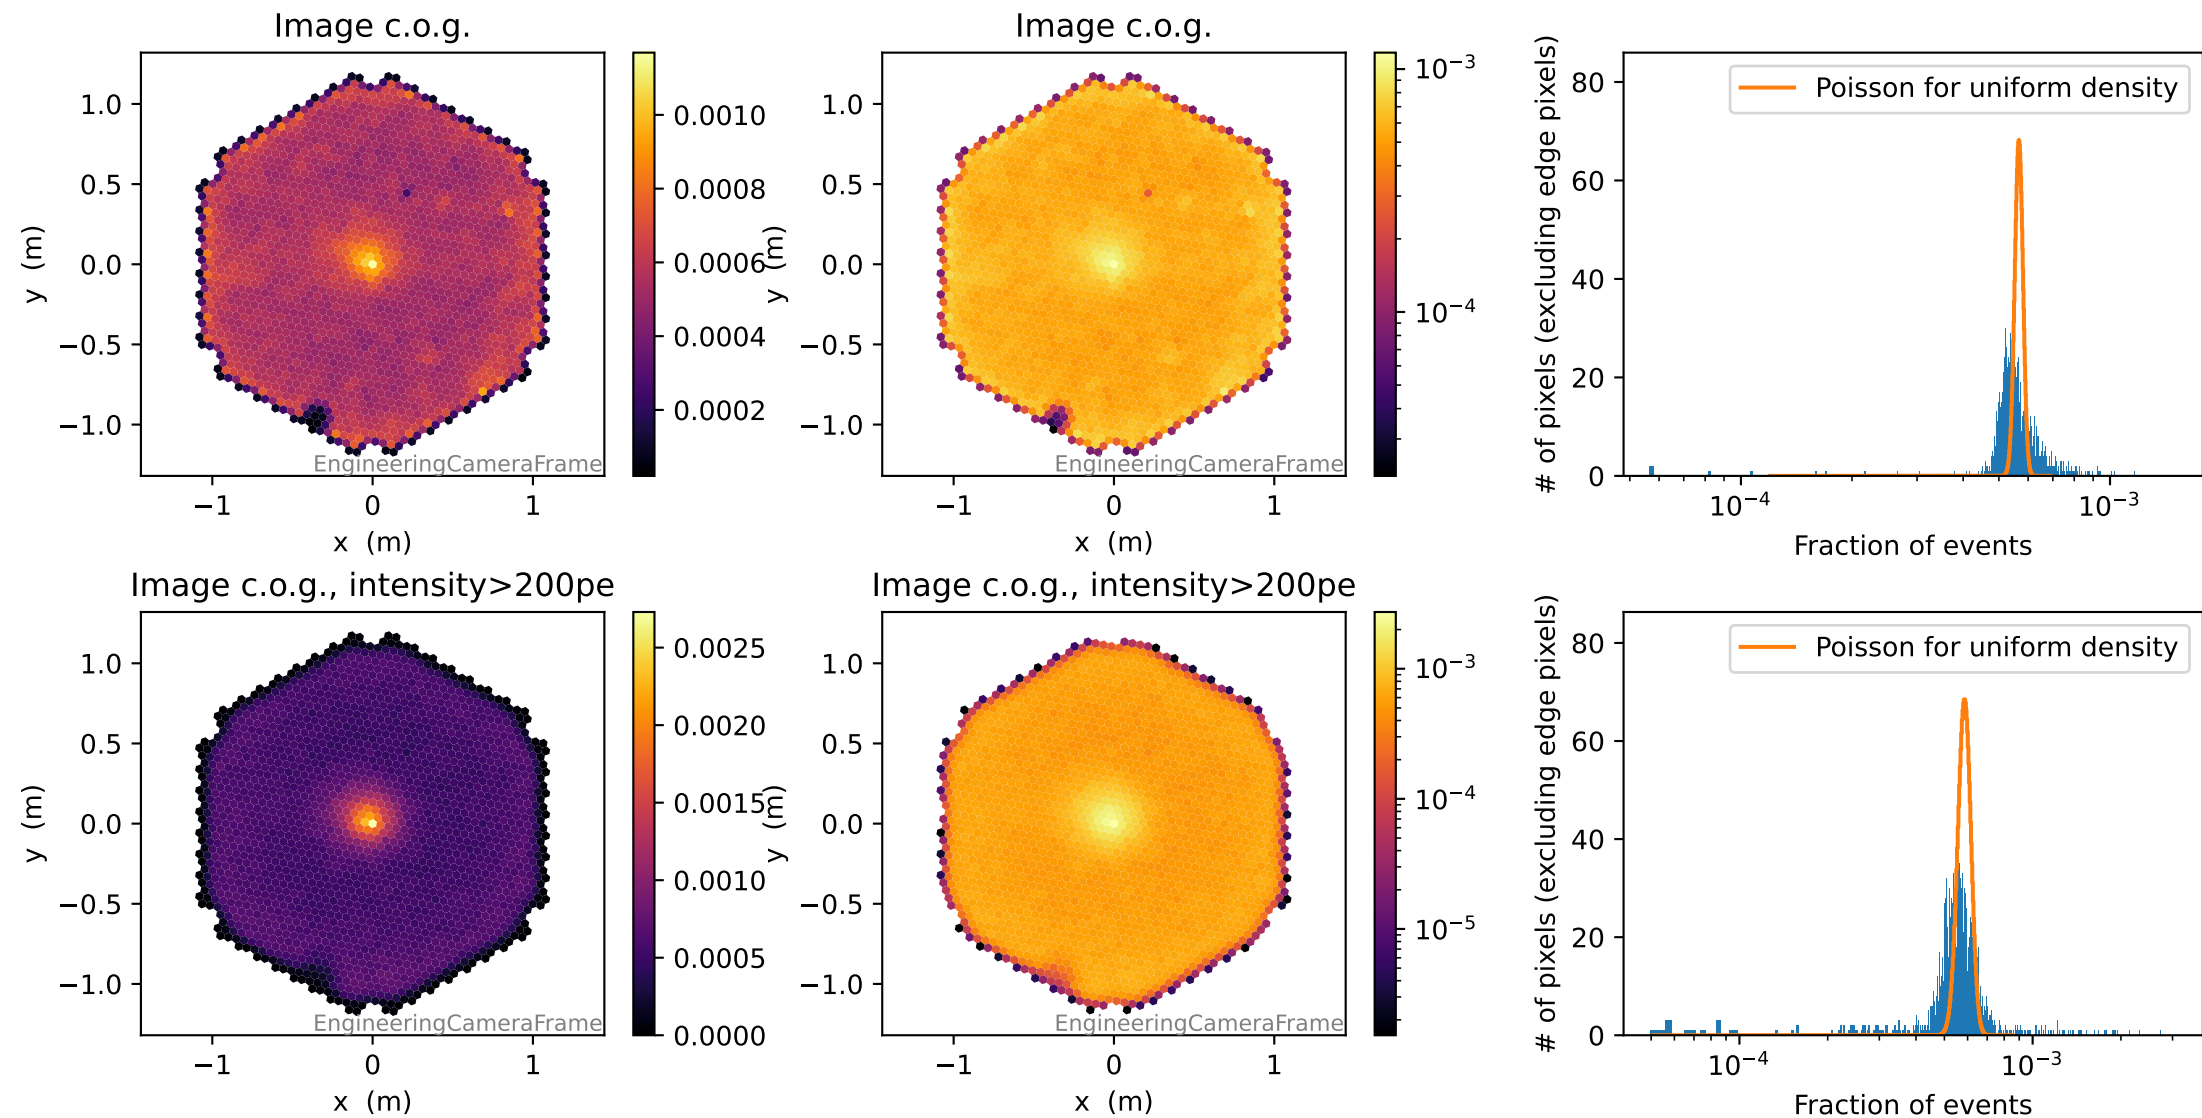 Image c.o.g.
y (m)
1.0
0.5
0.0
−0.5
−1.0
−1
0
1
x (m)
EngineeringCameraFrame
0.0010
0.0008
0.0006
0.0004
0.0002
Image c.o.g.
y (m)
1.0
0.5
0.0
−0.5
−1.0
−1
0
1
x (m)
EngineeringCameraFrame
10⁻³
10⁻⁴
# of pixels (excluding edge pixels)
80
60
40
20
0
Poisson for uniform density
10⁻⁴
10⁻³
Fraction of events
Image c.o.g., intensity>200pe
y (m)
1.0
0.5
0.0
−0.5
−1.0
−1
0
1
x (m)
EngineeringCameraFrame
0.0025
0.0020
0.0015
0.0010
0.0005
0.0000
Image c.o.g., intensity>200pe
y (m)
1.0
0.5
0.0
−0.5
−1.0
−1
0
1
x (m)
EngineeringCameraFrame
10⁻³
10⁻⁴
10⁻⁵
# of pixels (excluding edge pixels)
80
60
40
20
0
Poisson for uniform density
10⁻⁴
10⁻³
Fraction of events